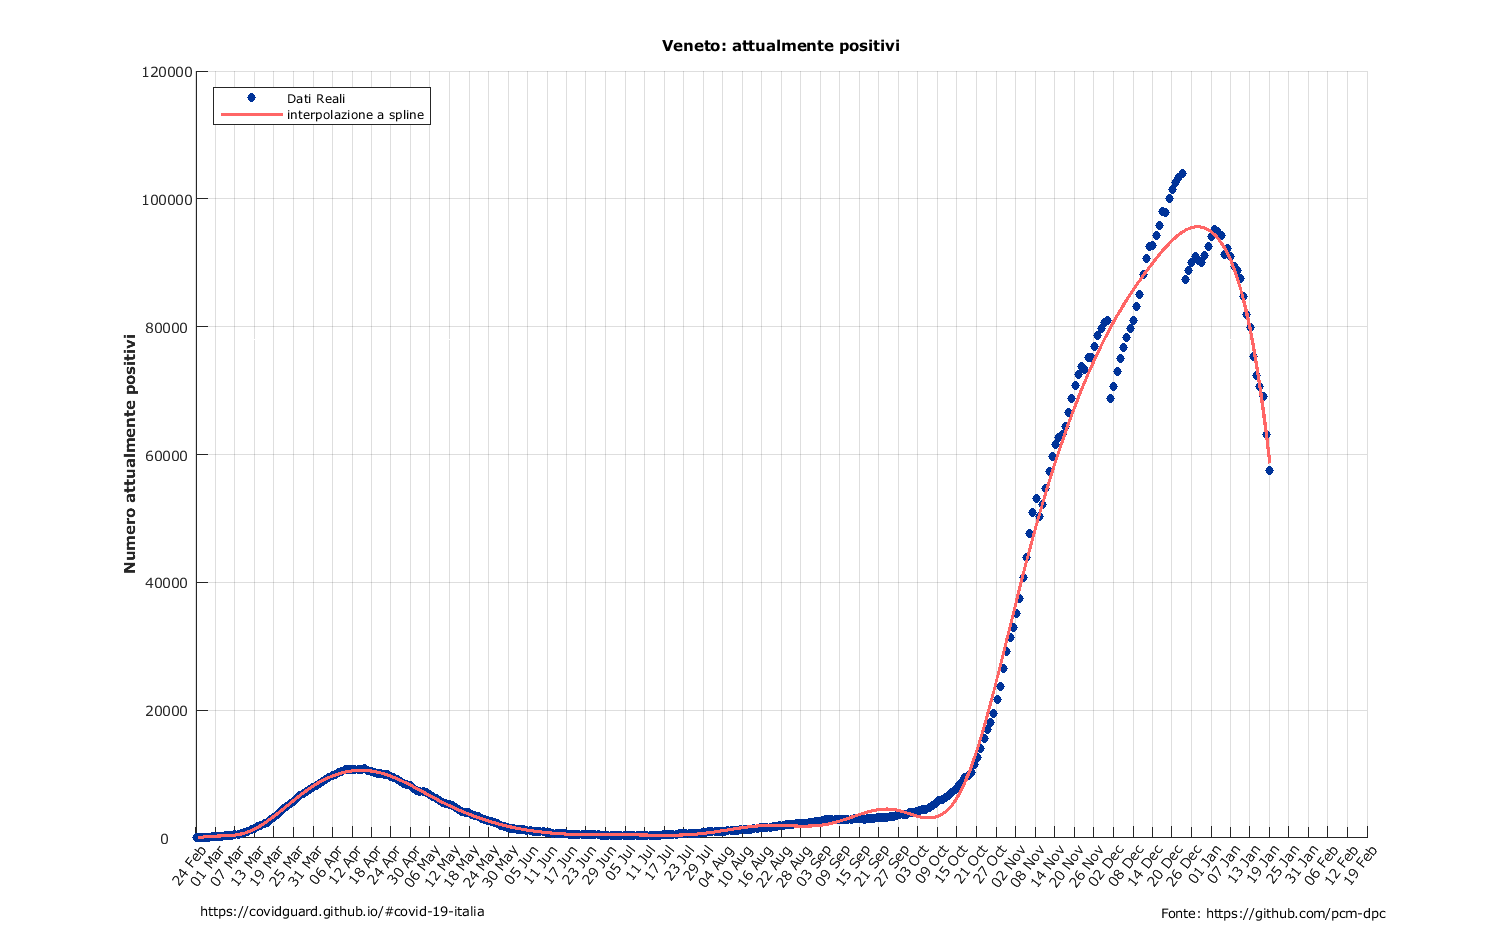 Veneto: attualmente positivi
Dati Reali
interpolazione a spline
Numero attualmente positivi
120000
100000
80000
60000
40000
20000
0
24 Feb
01 Mar
07 Mar
13 Mar
19 Mar
25 Mar
31 Mar
06 Apr
12 Apr
18 Apr
24 Apr
30 Apr
06 May
12 May
18 May
24 May
30 May
05 Jun
11 Jun
17 Jun
23 Jun
29 Jun
05 Jul
11 Jul
17 Jul
23 Jul
29 Jul
04 Aug
10 Aug
16 Aug
22 Aug
28 Aug
03 Sep
09 Sep
15 Sep
21 Sep
27 Sep
03 Oct
09 Oct
15 Oct
21 Oct
27 Oct
02 Nov
08 Nov
14 Nov
20 Nov
26 Nov
02 Dec
08 Dec
14 Dec
20 Dec
26 Dec
01 Jan
07 Jan
13 Jan
19 Jan
25 Jan
31 Jan
06 Feb
12 Feb
19 Feb
https://covidguard.github.io/#covid-19-italia
Fonte: https://github.com/pcm-dpc